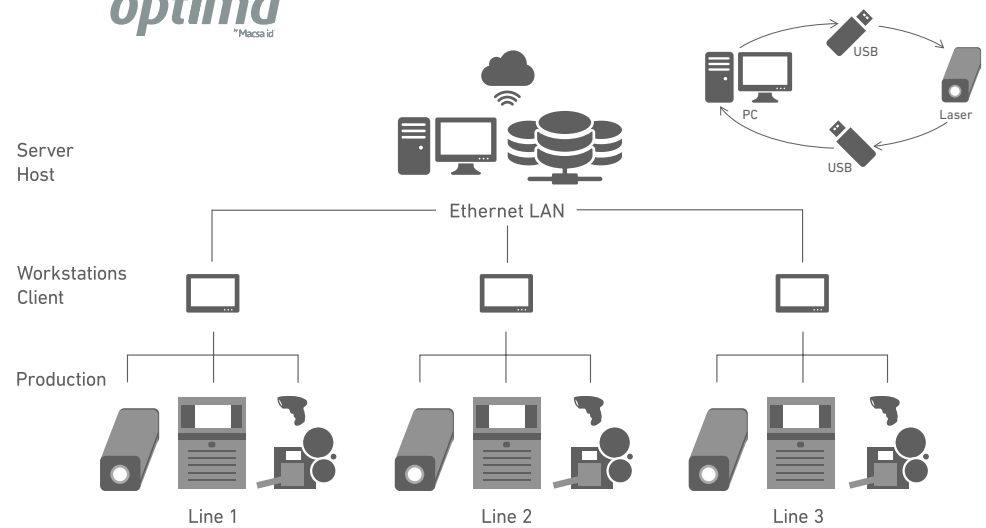 optima
by Macsa id
USB
PC
Laser
USB
Server
Host
Ethernet LAN
Workstations
Client
Production
Line 1
Line 2
Line 3